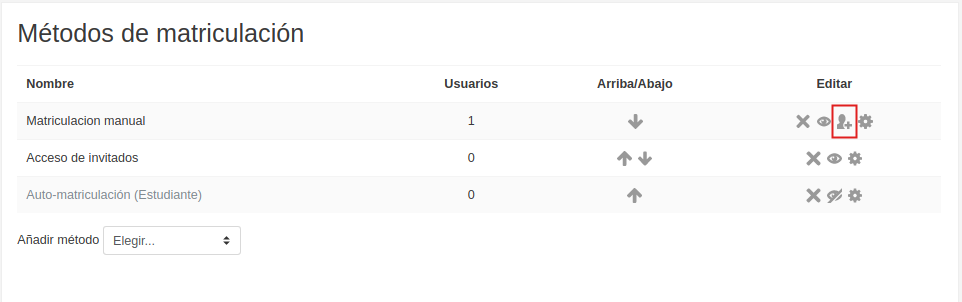 Métodos de matriculación
Nombre Usuarios Arriba/Abajo Editar
Matriculacion manual 1
Acceso de invitados 0
Auto-matriculación (Estudiante) 0
Añadir método Elegir...